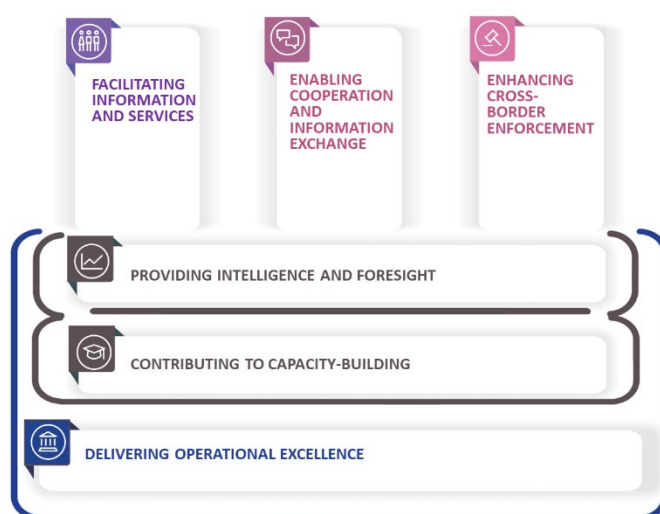 FACILITATING
INFORMATION
AND SERVICES
ENABLING
COOPERATION
AND
INFORMATION
EXCHANGE
ENHANCING
CROSS-
BORDER
ENFORCEMENT
PROVIDING INTELLIGENCE AND FORESIGHT
CONTRIBUTING TO CAPACITY-BUILDING
DELIVERING OPERATIONAL EXCELLENCE